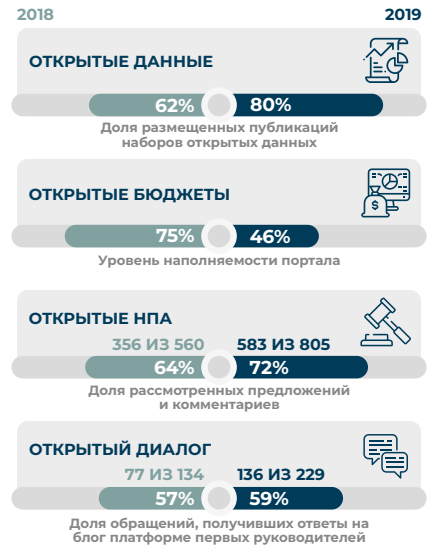 2018 2019
ОТКРЫТЫЕ ДАННЫЕ
62% 80%
Доля размещенных публикаций
наборов открытых данных
ОТКРЫТЫЕ БЮДЖЕТЫ
$
75% 46%
Уровень наполняемости портала
ОТКРЫТЫЕ НПА
356 ИЗ 560 583 ИЗ 805
64% 72%
Доля рассмотренных предложений
и комментариев
ОТКРЫТЫЙ ДИАЛОГ
77 ИЗ 134 136 ИЗ 229
57% 59%
Доля обращений, получивших ответы на
блог платформе первых руководителей